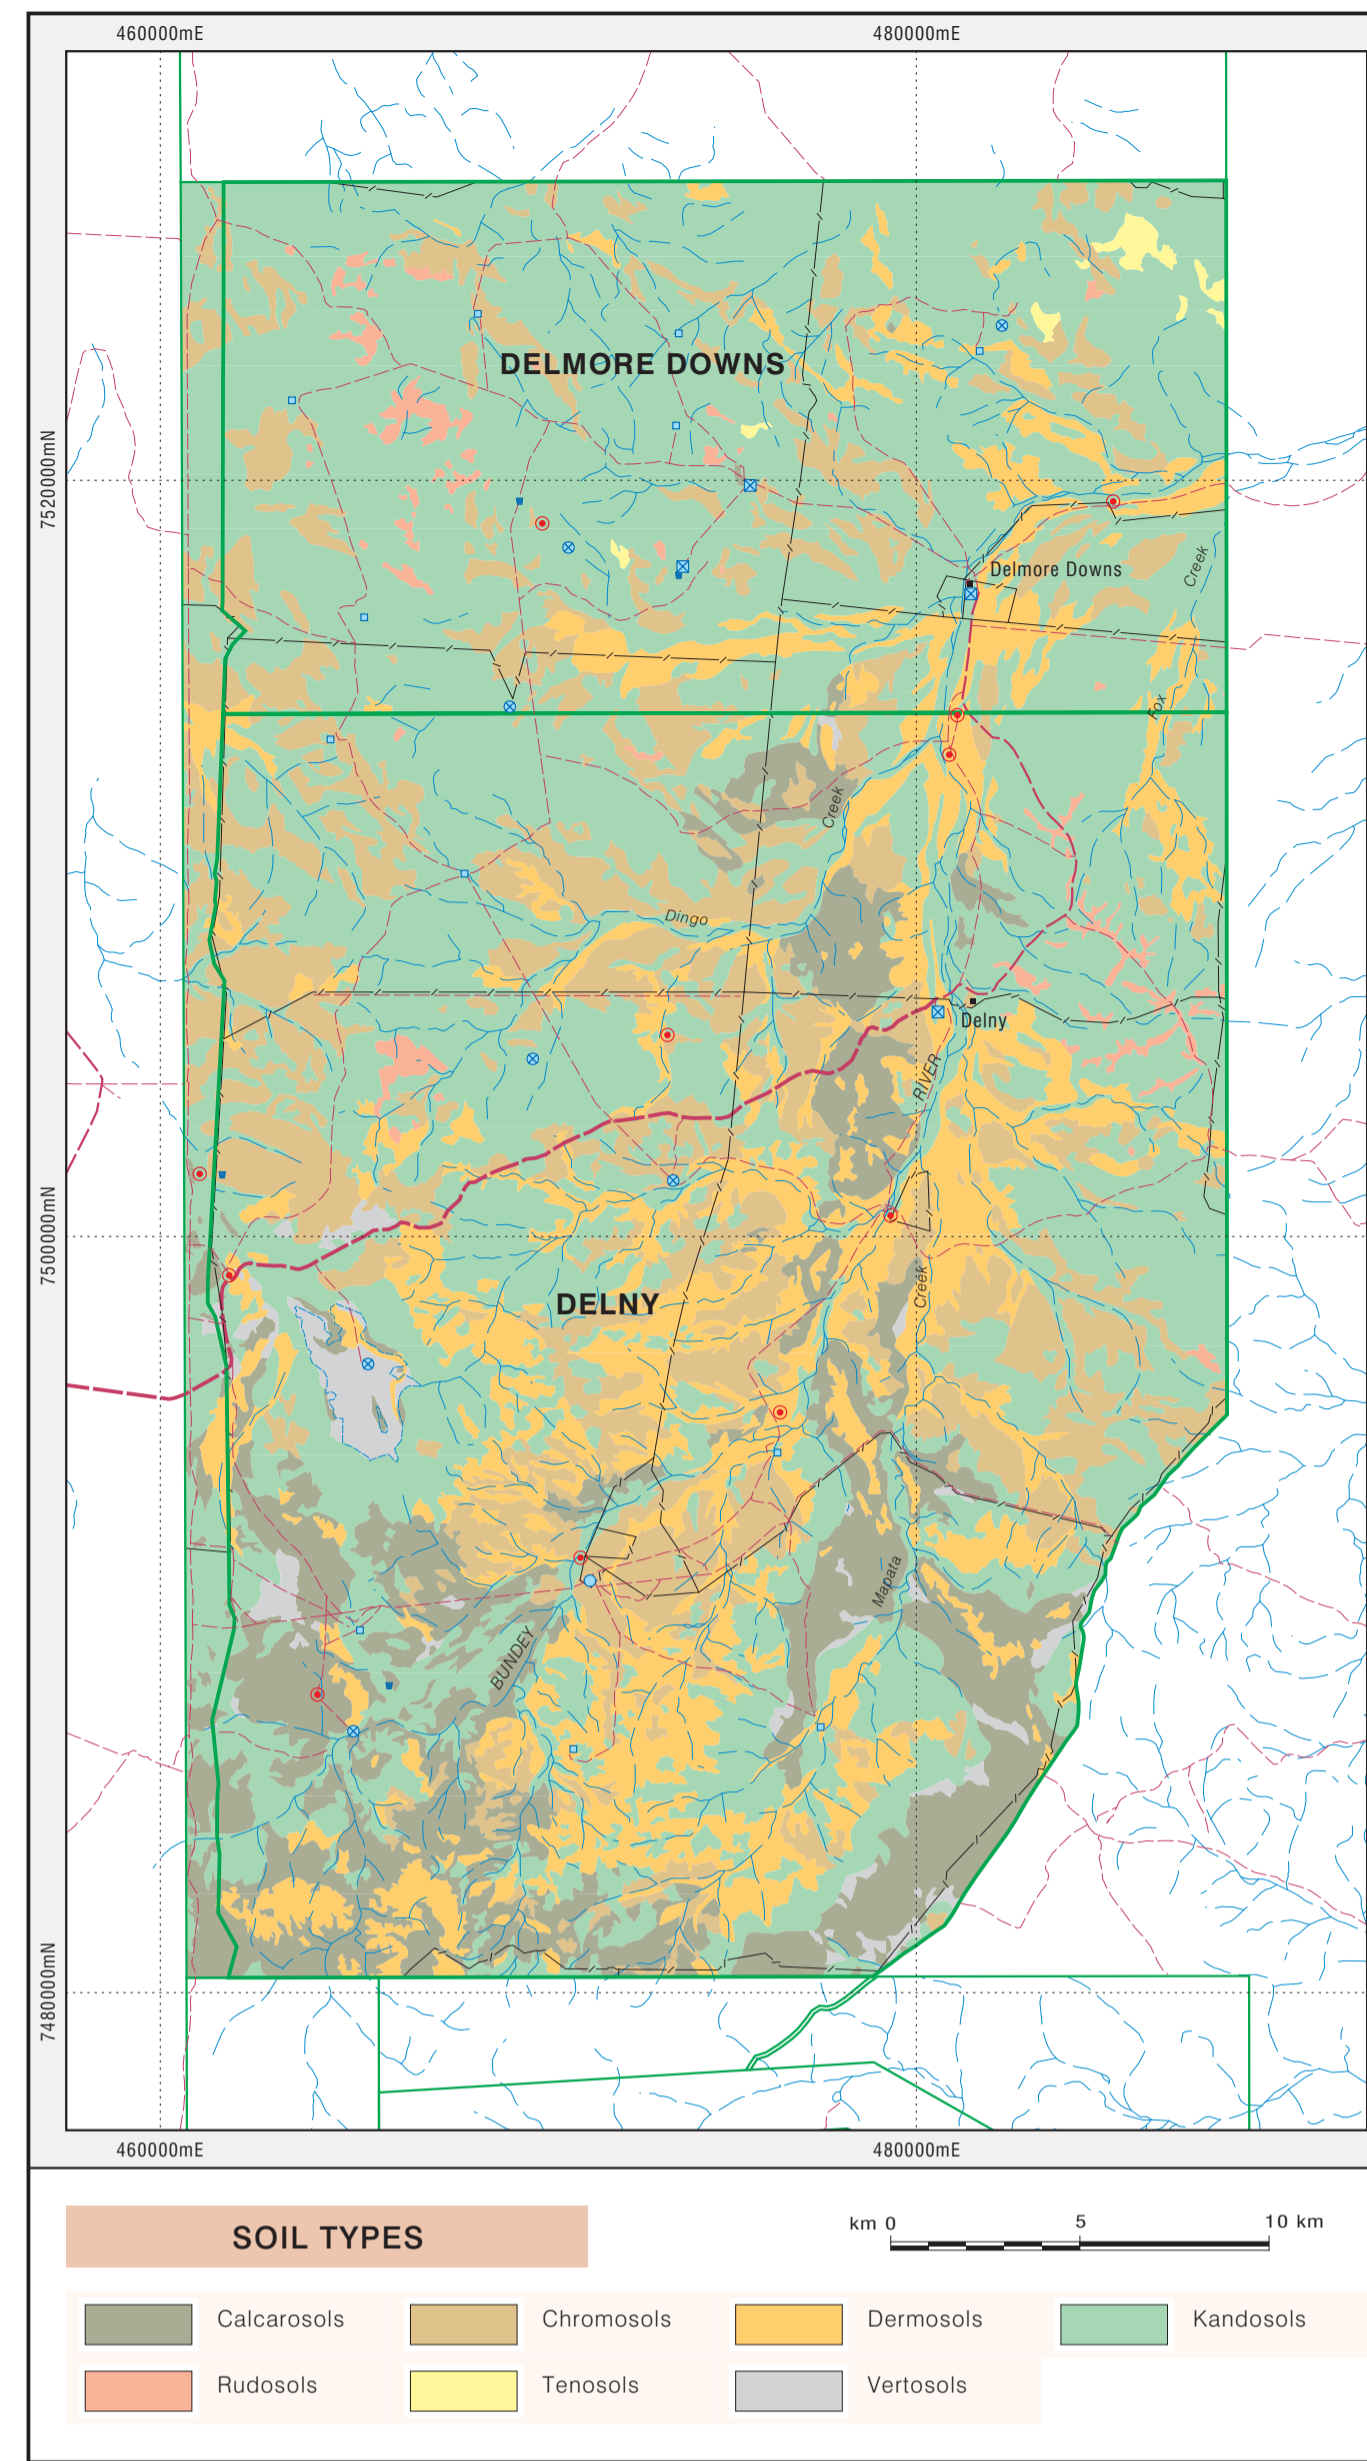 460000mE 480000mE
7520000mN
DELMORE DOWNS
Delmore Downs
Creek
Fox
Creek
Dingo
Delny
RIVER
7500000mN
Creek
DELNY
Mapata
BUNDEY
7480000mN
460000mE 480000mE
SOIL TYPES
km 0 5 10 km
Calcarosols Chromosols Dermosols Kandosols
Rudosols Tenosols Vertosols